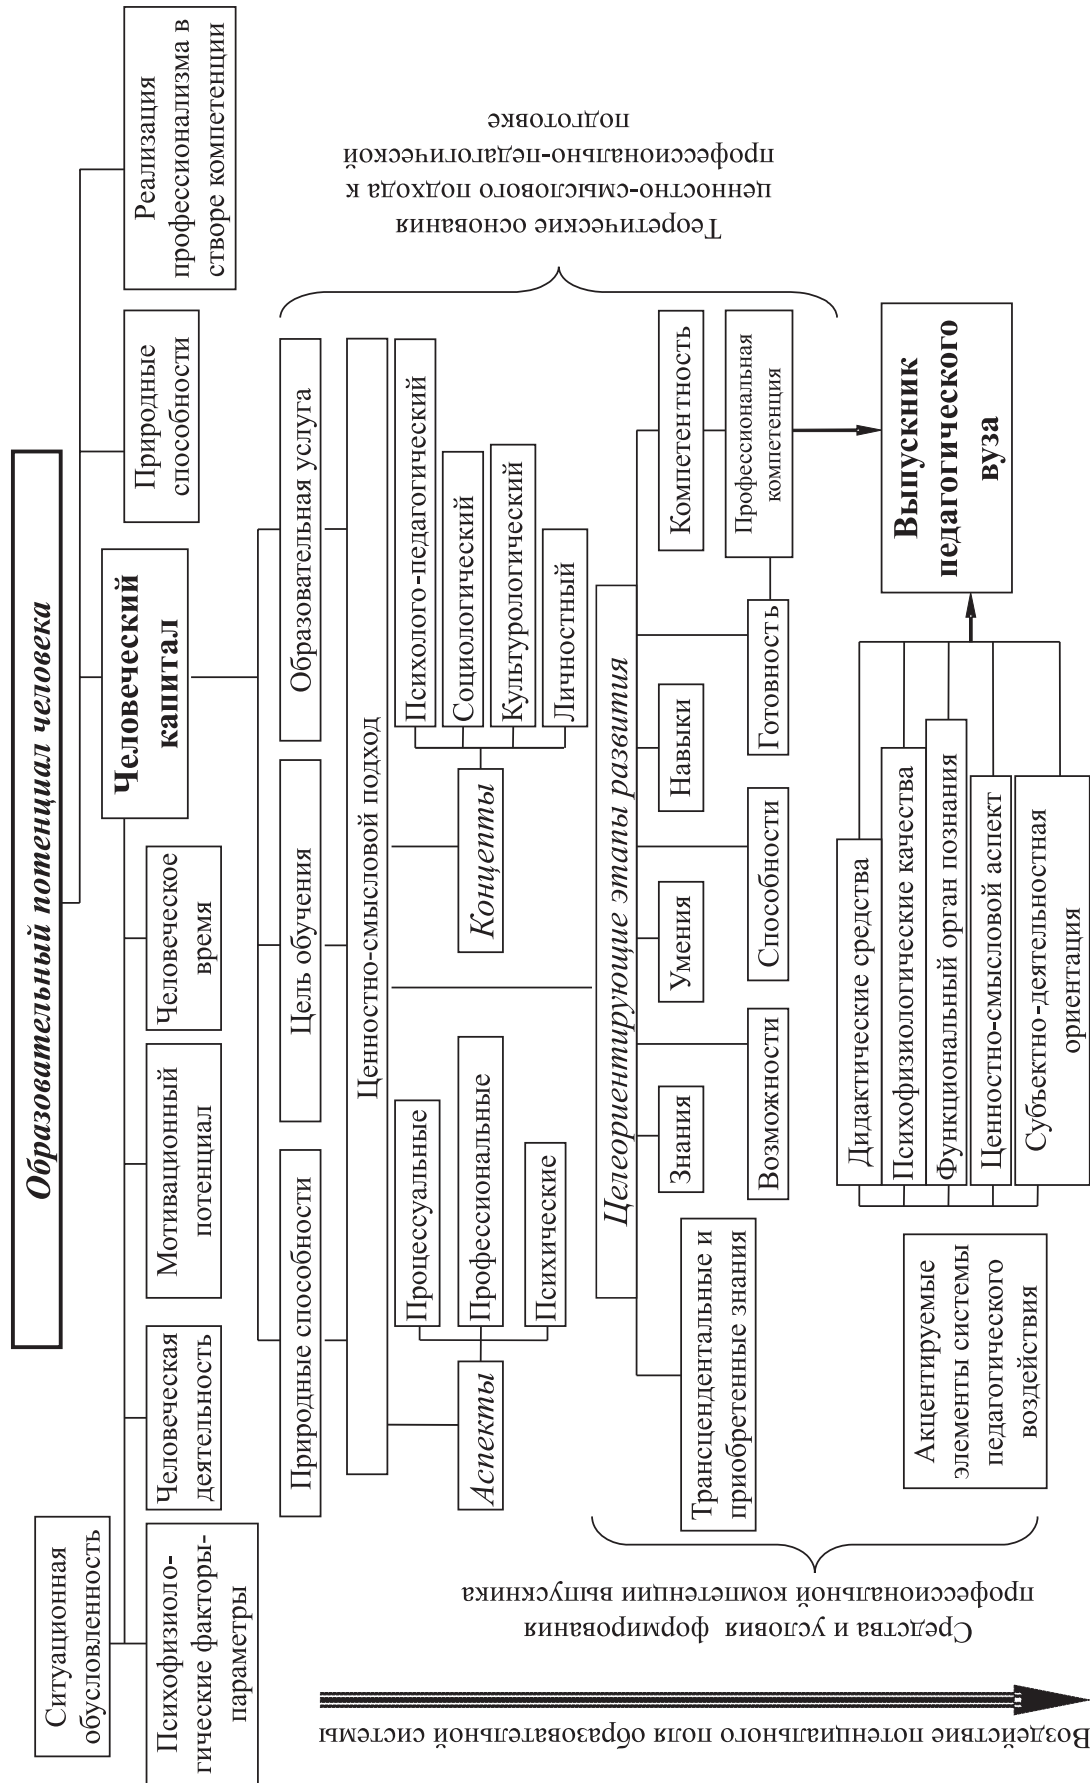 Образовательный потенциал человека
Ситуационная
обусловленность
Человеческий
капитал
Природные
способности
Реализация
профессионализма в
створе компетенции
Психофизиоло-
гические факторы-
параметры
Человеческая
деятельность
Мотивационный
потенциал
Человеческое
время
Природные способности
Цель обучения
Образовательная услуга
Ценностно-смысловой подход
Аспекты
Процессуальные
Профессиональные
Психические
Концепты
Психолого-педагогический
Социологический
Культурологический
Личностный
Теоретические основания
ценностно-смыслового подхода к
профессионально-педагогической
подготовке
Целеориентирующие этапы развития
Трансцендентальные и
приобретенные знания
Знания
Умения
Навыки
Компетентность
Возможности
Способности
Готовность
Профессиональная
компетенция
Акцентируемые
элементы системы
педагогического
воздействия
Дидактические средства
Психофизиологические качества
Функциональный орган познания
Ценностно-смысловой аспект
Субъектно-деятельностная
ориентация
Выпускник
педагогического
вуза
Средства и условия формирования
профессиональной компетенции выпускника
Воздействие потенциального поля образовательной системы